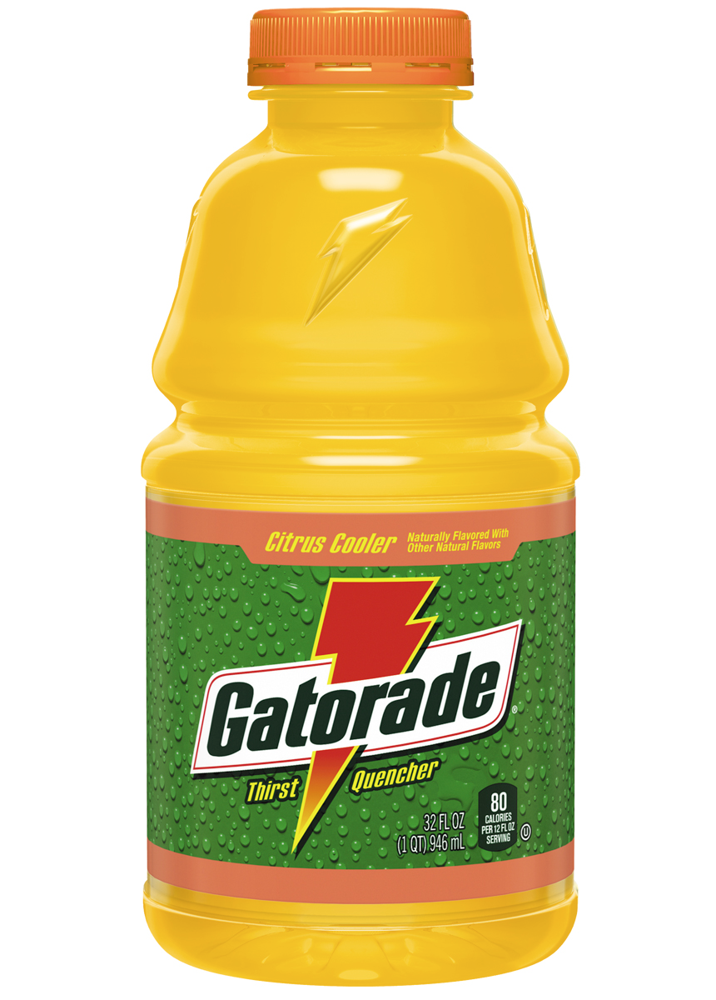 Citrus Cooler
Naturally Flavored With
Other Natural Flavors
Gatorade®
Thirst Quencher
32 FL OZ
(1 QT) 946 mL
80
CALORIES
PER 12 FL OZ
SERVING
U